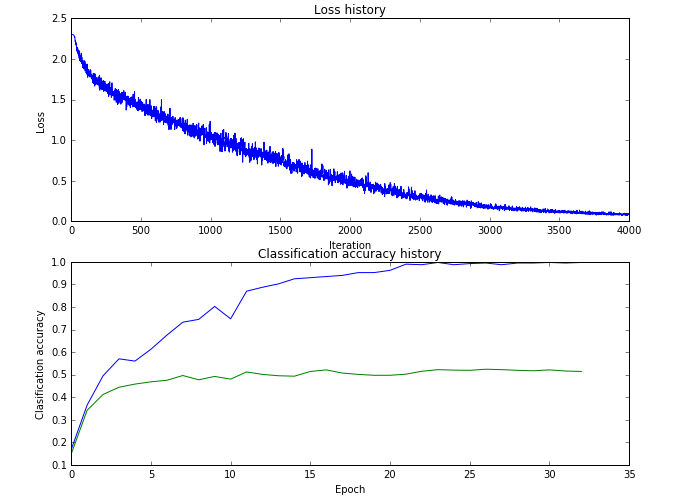 Loss history
2.5
2.0
1.5
1.0
0.5
0.0
Loss
0 500 1000 1500 2000 2500 3000 3500 4000
Iteration
Classification accuracy history
1.0
0.9
0.8
0.7
0.6
0.5
0.4
0.3
0.2
0.1
Clasification accuracy
0 5 10 15 20 25 30 35
Epoch